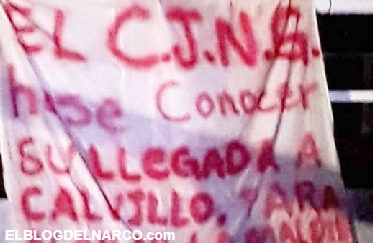 EL C.J.N.G.
hase Conocer
SU LLEGADA A
CALVILLO. PARA
ELBLOGDELNARCO.com